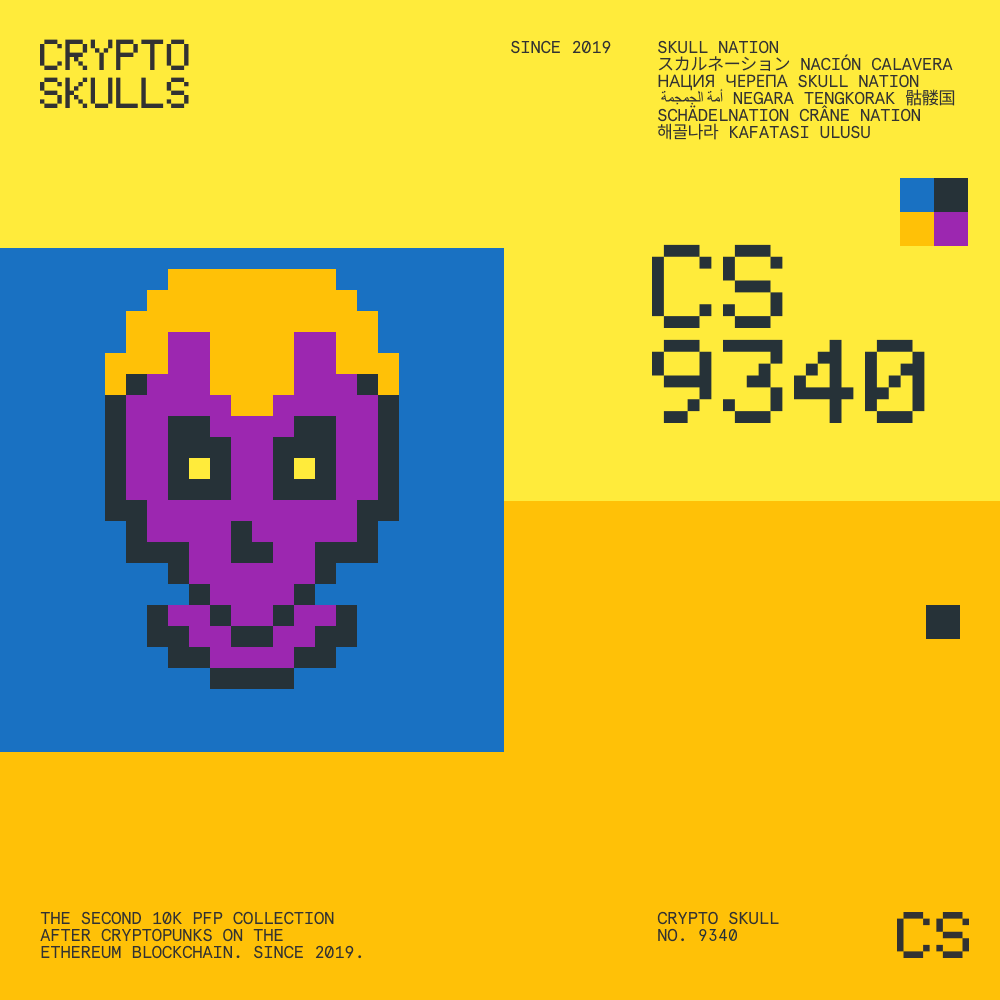 CRYPTO
SKULLS
SINCE 2019
SKULL NATION
スカルネーション NACIÓN CALAVERA
НАЦИЯ ЧЕРЕПА SKULL NATION
أمة الجمجمة NEGARA TENGKORAK 骷髅国
SCHÄDELNATION CRÂNE NATION
해골나라 KAFATASI ULUSU
CS
9340
THE SECOND 10K PFP COLLECTION
AFTER CRYPTOPUNKS ON THE
ETHEREUM BLOCKCHAIN. SINCE 2019.
CRYPTO SKULL
NO. 9340
CS